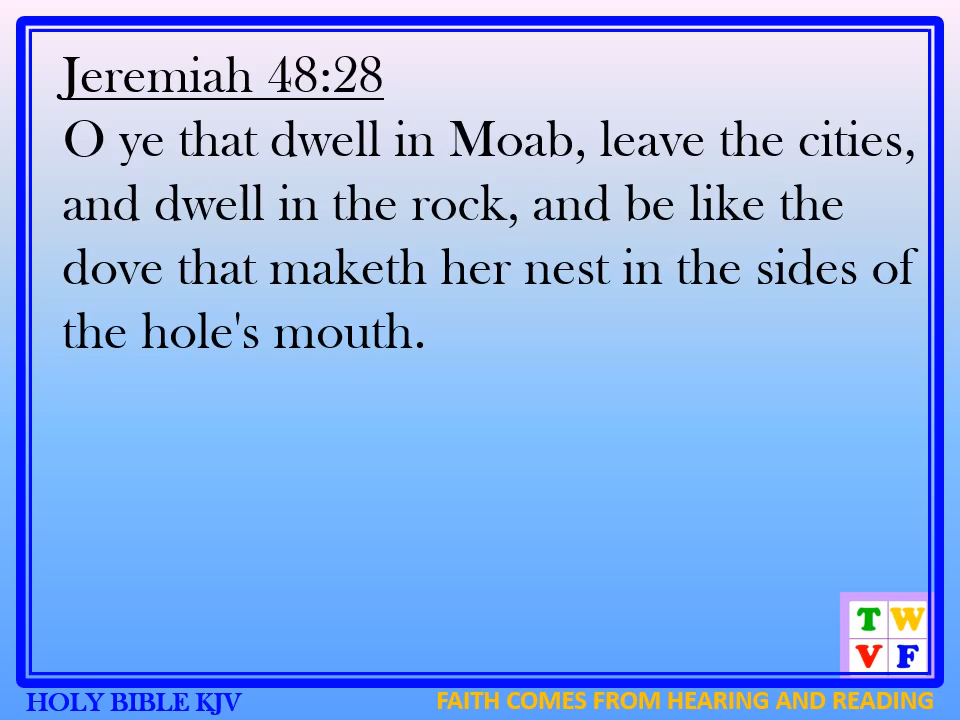 Jeremiah 48:28
O ye that dwell in Moab, leave the cities,
and dwell in the rock, and be like the
dove that maketh her nest in the sides of
the hole's mouth.
T W
V F
HOLY BIBLE KJV
FAITH COMES FROM HEARING AND READING